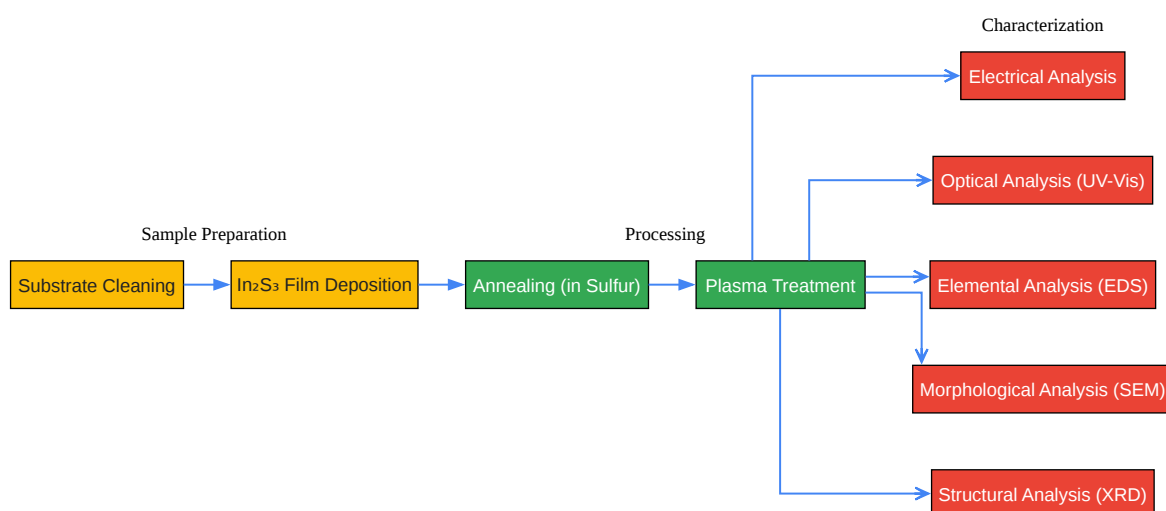 Characterization
Electrical Analysis
Optical Analysis (UV-Vis)
Sample Preparation
Processing
Substrate Cleaning
In₂S₃ Film Deposition
Annealing (in Sulfur)
Plasma Treatment
Elemental Analysis (EDS)
Morphological Analysis (SEM)
Structural Analysis (XRD)